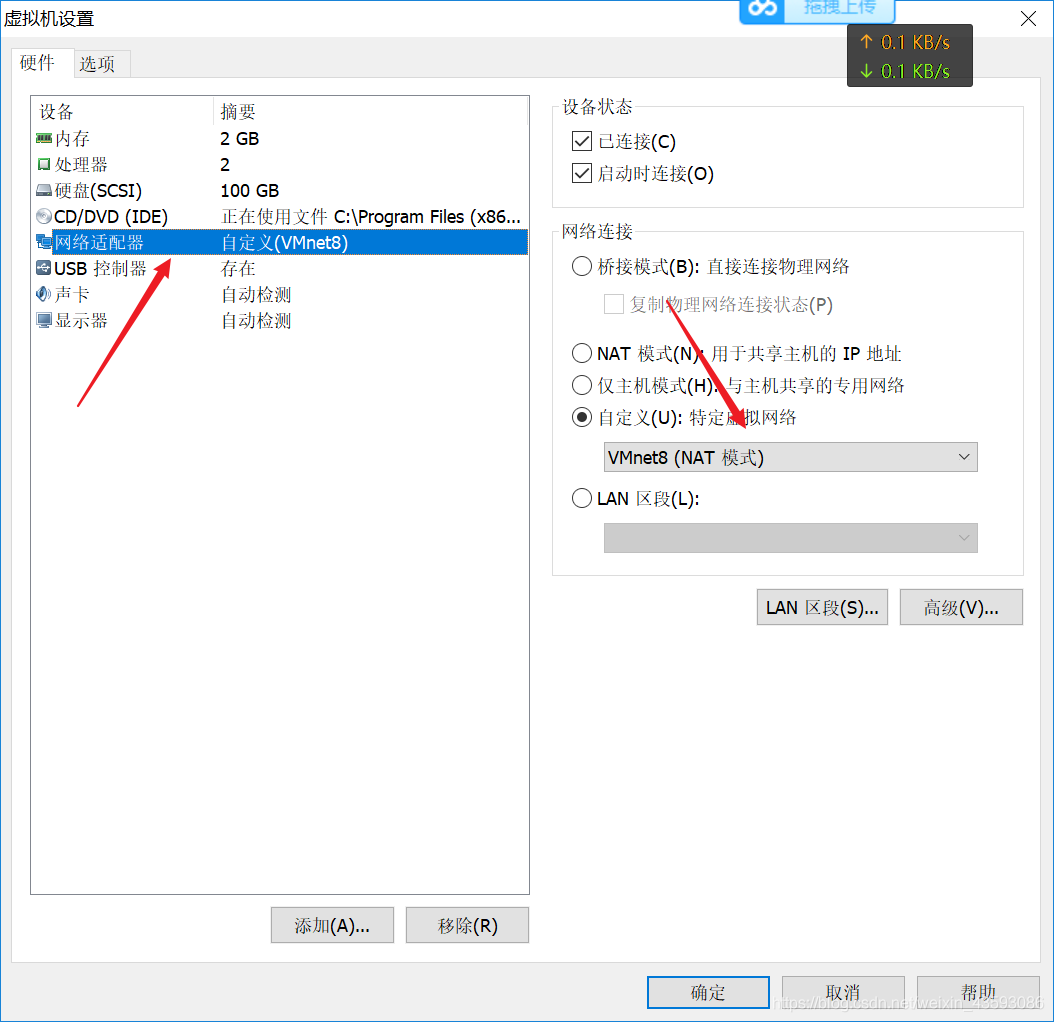 虚拟机设置
拖拽上传
↑ 0.1 KB/s
↓ 0.1 KB/s
硬件 选项
设备 摘要
内存 2 GB
处理器 2
硬盘(SCSI) 100 GB
CD/DVD (IDE) 正在使用文件 C:\Program Files (x86...
网络适配器 自定义(VMnet8)
USB 控制器 存在
声卡 自动检测
显示器 自动检测
添加(A)... 移除(R)
设备状态
已连接(C)
启动时连接(O)
网络连接
桥接模式(B): 直接连接物理网络
复制物理网络连接状态(P)
NAT 模式(N): 用于共享主机的 IP 地址
仅主机模式(H): 与主机共享的专用网络
自定义(U): 特定虚拟网络
VMnet8 (NAT 模式)
LAN 区段(L):
LAN 区段(S)... 高级(V)...
确定 取消 帮助
https://blog.csdn.net/weixin_43593086